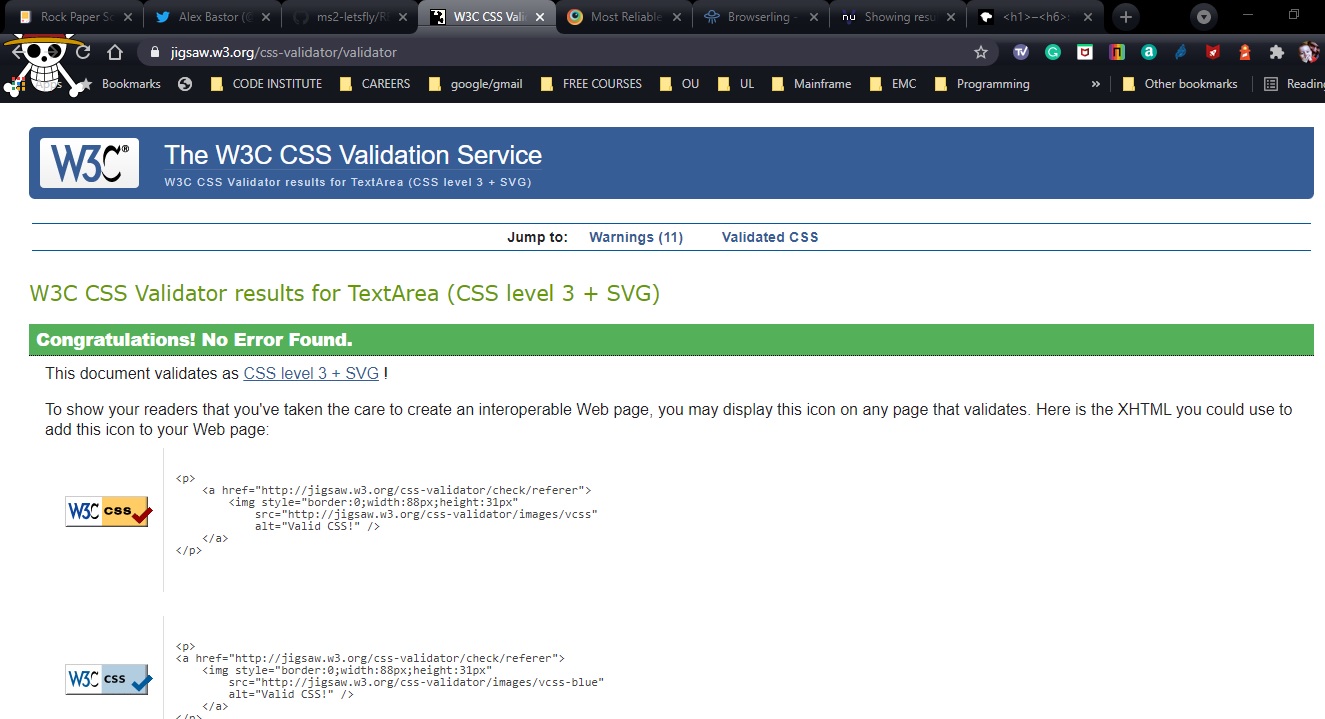 Rock Paper Sc
Alex Bastor (@
ms2-letsfly/RE
W3C CSS Valid
Most Reliable
Browserling -
Showing resu
<h1>–<h6>:
jigsaw.w3.org/css-validator/validator
Apps
Bookmarks
CODE INSTITUTE
CAREERS
google/gmail
FREE COURSES
OU
UL
Mainframe
EMC
Programming
»
Other bookmarks
Reading
W3C®
The W3C CSS Validation Service
W3C CSS Validator results for TextArea (CSS level 3 + SVG)
Jump to: Warnings (11) Validated CSS
W3C CSS Validator results for TextArea (CSS level 3 + SVG)
Congratulations! No Error Found.
This document validates as CSS level 3 + SVG !
To show your readers that you've taken the care to create an interoperable Web page, you may display this icon on any page that validates. Here is the XHTML you could use to
add this icon to your Web page:
W3C css
<p>
<a href="http://jigsaw.w3.org/css-validator/check/referer">
<img style="border:0;width:88px;height:31px"
src="http://jigsaw.w3.org/css-validator/images/vcss"
alt="Valid CSS!" />
</a>
</p>
W3C css
<p>
<a href="http://jigsaw.w3.org/css-validator/check/referer">
<img style="border:0;width:88px;height:31px"
src="http://jigsaw.w3.org/css-validator/images/vcss-blue"
alt="Valid CSS!" />
</a>
</p>